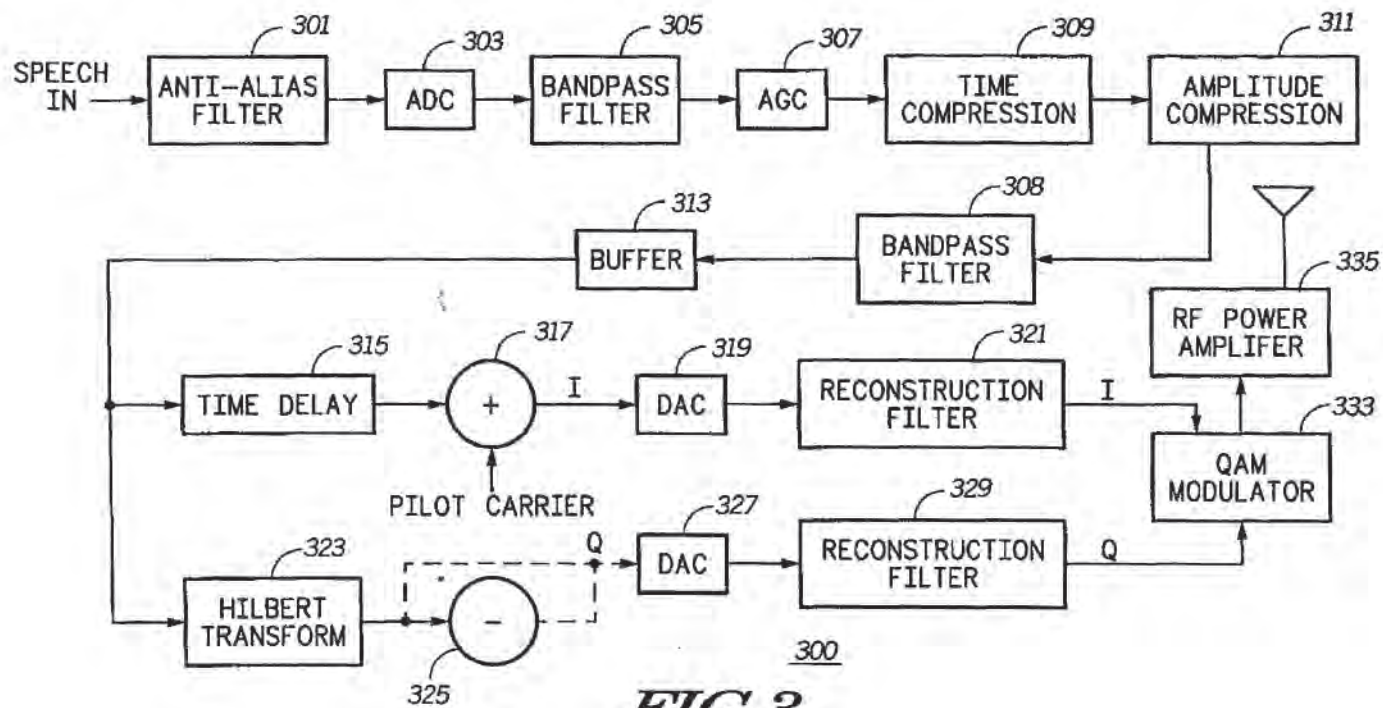 301
303
305
307
309
311
SPEECH
IN
ANTI-ALIAS
FILTER
ADC
BANDPASS
FILTER
AGC
TIME
COMPRESSION
AMPLITUDE
COMPRESSION
313
308
BUFFER
BANDPASS
FILTER
335
RF POWER
AMPLIFER
315
317
319
321
TIME DELAY
+
I
DAC
RECONSTRUCTION
FILTER
I
333
QAM
MODULATOR
PILOT CARRIER
323
327
329
HILBERT
TRANSFORM
-
Q
DAC
RECONSTRUCTION
FILTER
Q
325
300
FIG.3